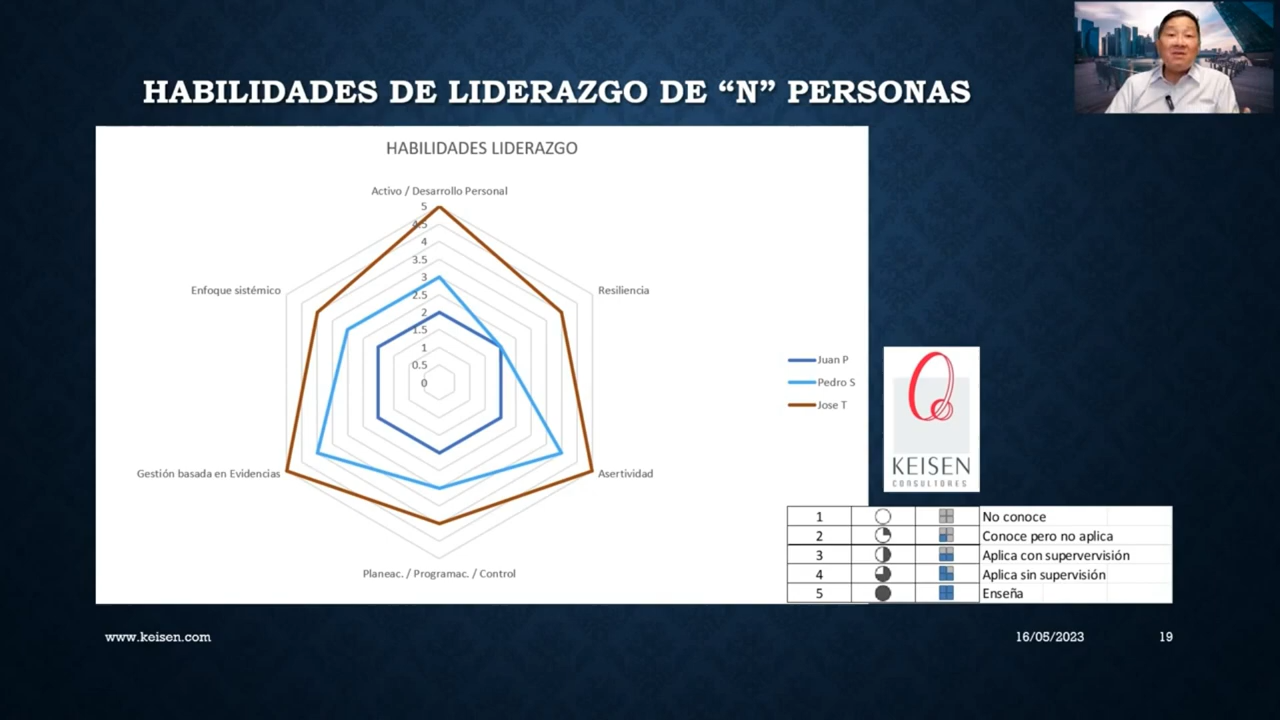 HABILIDADES DE LIDERAZGO DE “N” PERSONAS
HABILIDADES LIDERAZGO
Activo / Desarrollo Personal
5
4.5
4
3.5
3
2.5
2
1.5
1
0.5
0
Enfoque sistémico
Resiliencia
Gestión basada en Evidencias
Asertividad
Planeac. / Programac. / Control
Juan P
Pedro S
Jose T
KEISEN
CONSULTORES
1 No conoce
2 Conoce pero no aplica
3 Aplica con supervervisión
4 Aplica sin supervisión
5 Enseña
www.keisen.com
16/05/2023
19